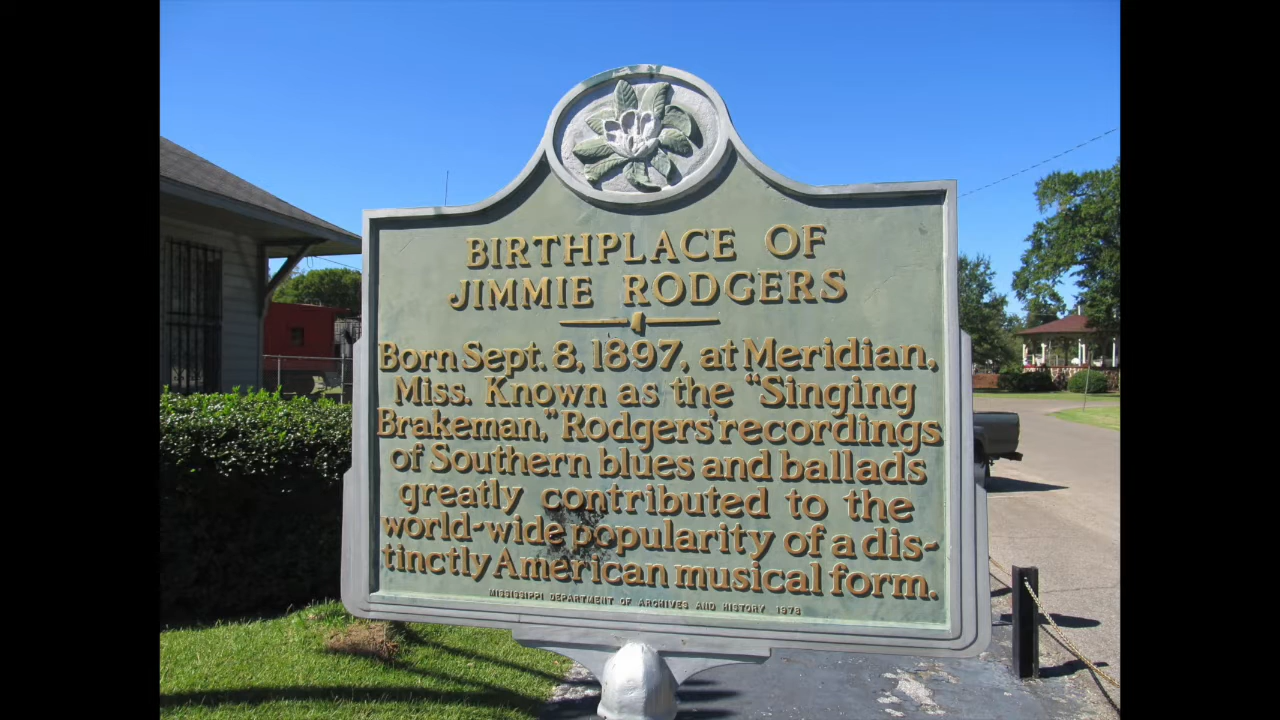 BIRTHPLACE OF
JIMMIE RODGERS
Born Sept. 8, 1897, at Meridian,
Miss. Known as the "Singing
Brakeman," Rodgers' recordings
of Southern blues and ballads
greatly contributed to the
world-wide popularity of a dis-
tinctly American musical form.
MISSISSIPPI DEPARTMENT OF ARCHIVES AND HISTORY 1978